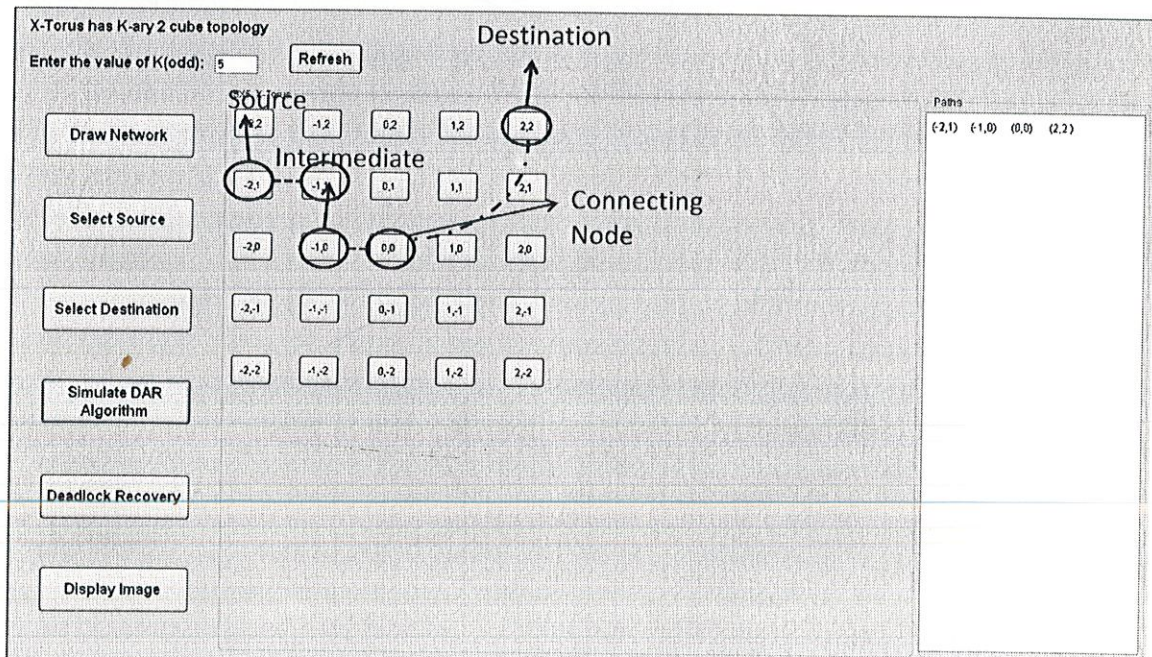 X-Torus has K-ary 2 cube topology
Enter the value of K(odd): 5 Refresh
Destination
Source
Paths
Draw Network
-1,2 0,2 1,2 2,2
(-2,1) (-1,0) (0,0) (2,2)
Intermediate
-2,1 0,1 1,1 2,1
Select Source
Connecting
Node
-2,0 -1,0 0,0 1,0 2,0
Select Destination
-2,-1 -1,-1 0,-1 1,-1 2,-1
-2,-2 -1,-2 0,-2 1,-2 2,-2
Simulate DAR
Algorithm
Deadlock Recovery
Display Image